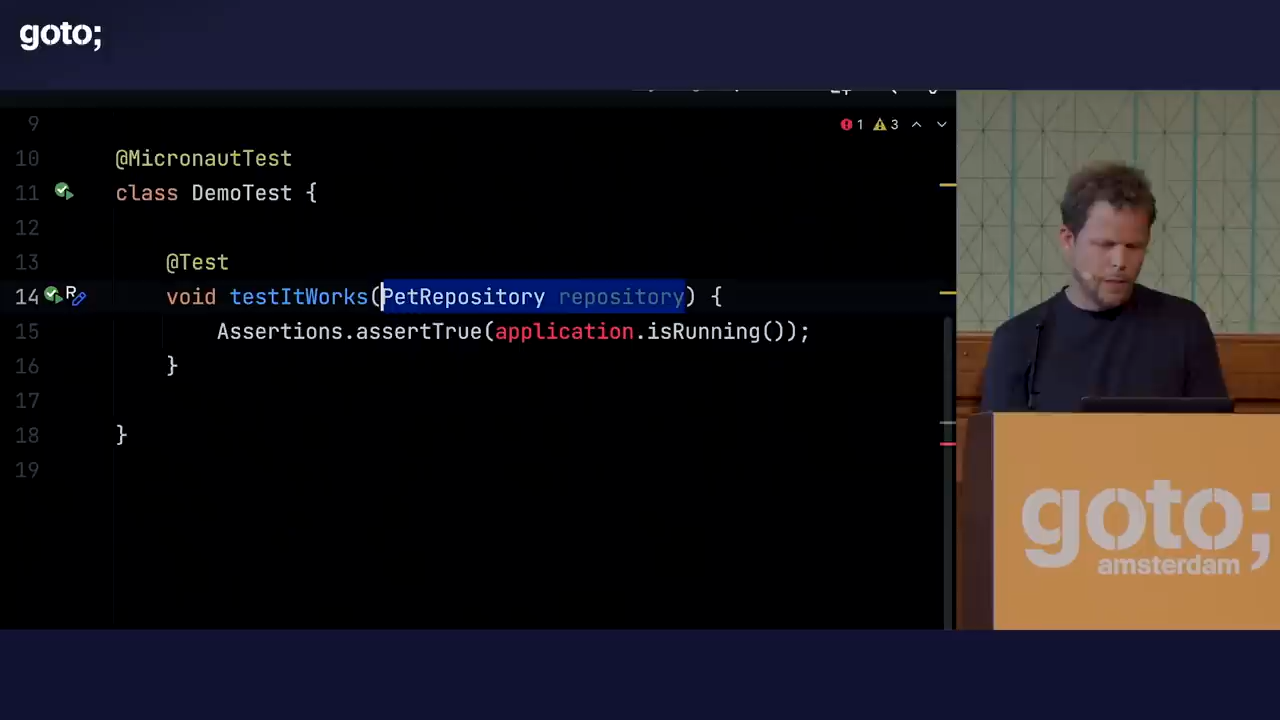 goto;
9
1 3
10 @MicronautTest
11 class DemoTest {
12
13 @Test
14 R void testItWorks(PetRepository repository) {
15 Assertions.assertTrue(application.isRunning());
16 }
17
18 }
19
goto;
amsterdam